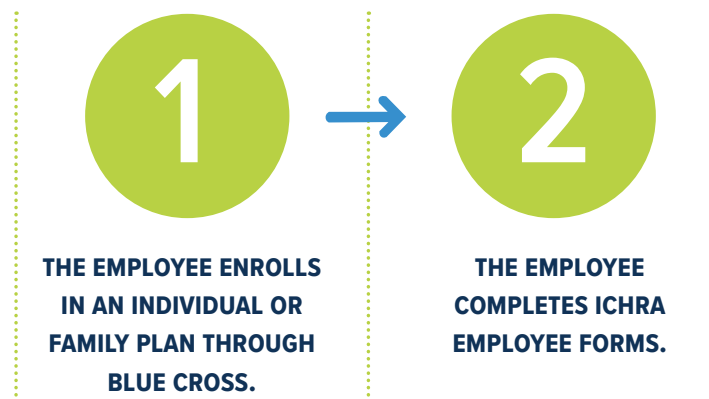 1
THE EMPLOYEE ENROLLS
IN AN INDIVIDUAL OR
FAMILY PLAN THROUGH
BLUE CROSS.
2
THE EMPLOYEE
COMPLETES ICHRA
EMPLOYEE FORMS.